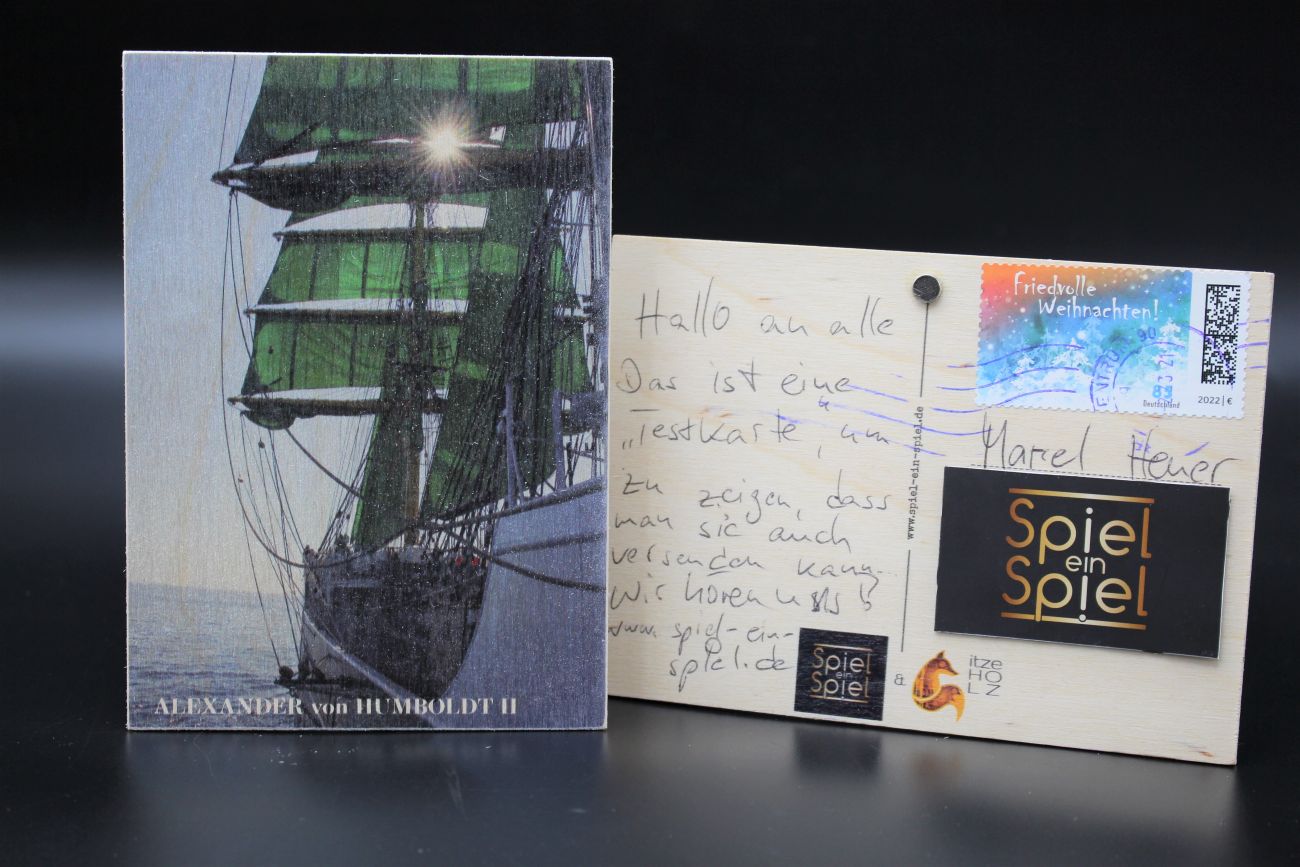 ALEXANDER von HUMBOLDT II
Hallo an alle
Das ist eine
„Testkarte“, um
zu zeigen, dass
man sie auch
versenden kann
Wir hören uns!
www.spiel-ein-
spiel.de
www.spiel-ein-spiel.de
Friedvolle
Weihnachten!
Deutschland
2022 | €
Marcel Heuer
Spiel
ein
Spiel
Spiel
ein
Spiel
&
itze
HO
LZ